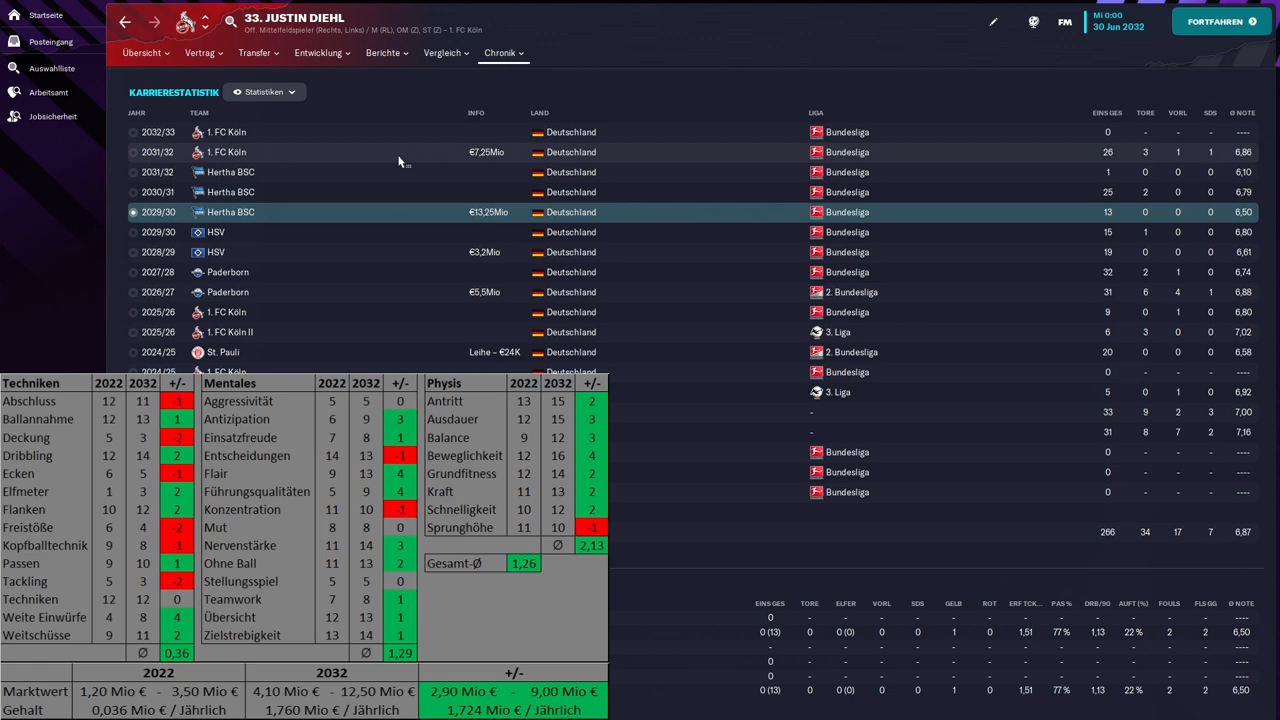 Startseite
Posteingang
Auswahlliste
Arbeitsamt
Jobsicherheit
33. JUSTIN DIEHL
Off. Mittelfeldspieler (Rechts, Links) / M (RL), OM (Z), ST (Z) - 1. FC Köln
FM
Mi 0:00
30 Jun 2032
FORTFAHREN
Übersicht Vertrag Transfer Entwicklung Berichte Vergleich Chronik
KARRIERESTATISTIK Statistiken
JAHR TEAM INFO LAND LIGA EINS GES TORE VORL SDS Ø NOTE
2032/33 1. FC Köln Deutschland Bundesliga 0 - - - ----
2031/32 1. FC Köln €7,25Mio Deutschland Bundesliga 26 3 1 1 6,86
2031/32 Hertha BSC Deutschland Bundesliga 1 0 0 0 6,10
2030/31 Hertha BSC Deutschland Bundesliga 25 2 0 0 6,79
2029/30 Hertha BSC €13,25Mio Deutschland Bundesliga 13 0 0 0 6,50
2029/30 HSV Deutschland Bundesliga 15 1 0 0 6,80
2028/29 HSV €3,2Mio Deutschland Bundesliga 19 0 0 0 6,61
2027/28 Paderborn Deutschland Bundesliga 32 2 1 0 6,74
2026/27 Paderborn €5,5Mio Deutschland 2. Bundesliga 31 6 4 1 6,88
2025/26 1. FC Köln Deutschland Bundesliga 9 0 1 0 6,80
2025/26 1. FC Köln II Deutschland 3. Liga 6 3 0 0 7,02
2024/25 St. Pauli Leihe - €24K Deutschland 2. Bundesliga 20 0 0 0 6,58
2024/25 1. FC Köln Deutschland Bundesliga 0 - - - ----
3. Liga 5 0 1 0 6,92
- 33 9 2 3 7,00
- 31 8 7 2 7,16
Bundesliga 0 - - - ----
Bundesliga 0 - - - ----
Bundesliga 0 - - - ----
266 34 17 7 6,87
EINS GES TORE ELFER VORL SDS GELB ROT ERF TCK... PAS % DRB/90 AUFT (%) FOULS FLS GG Ø NOTE
0 - - - - - - - - - - - - ----
0 (13) 0 0 (0) 0 0 1 0 1,51 77 % 1,13 22 % 2 2 6,50
- - - - - - - - - - - - - ----
0 - - - - - - - - - - - - ----
0 - - - - - - - - - - - - ----
0 (13) 0 0 (0) 0 0 1 0 1,51 77 % 1,13 22 % 2 2 6,50
Techniken 2022 2032 +/-
Abschluss 12 11 -1
Ballannahme 12 13 1
Deckung 5 3 -2
Dribbling 12 14 2
Ecken 6 5 -1
Elfmeter 1 3 2
Flanken 10 12 2
Freistöße 6 4 -2
Kopfballtechnik 9 8 -1
Passen 9 10 1
Tackling 5 3 -2
Techniken 12 12 0
Weite Einwürfe 4 8 4
Weitschüsse 9 11 2
∅ 0,36
Mentales 2022 2032 +/-
Aggressivität 5 5 0
Antizipation 6 9 3
Einsatzfreude 7 8 1
Entscheidungen 14 13 -1
Flair 9 13 4
Führungsqualitäten 5 9 4
Konzentration 11 10 -1
Mut 8 8 0
Nervenstärke 11 14 3
Ohne Ball 11 13 2
Stellungsspiel 5 5 0
Teamwork 7 8 1
Übersicht 12 13 1
Zielstrebigkeit 13 14 1
∅ 1,29
Physis 2022 2032 +/-
Antritt 13 15 2
Ausdauer 12 15 3
Balance 9 12 3
Beweglichkeit 12 16 4
Grundfitness 12 14 2
Kraft 11 13 2
Schnelligkeit 10 12 2
Sprunghöhe 11 10 -1
∅ 2,13
Gesamt-Ø 1,26
2022 2032 +/-
Marktwert 1,20 Mio € - 3,50 Mio € 4,10 Mio € - 12,50 Mio € 2,90 Mio € - 9,00 Mio €
Gehalt 0,036 Mio € / Jährlich 1,760 Mio € / Jährlich 1,724 Mio € / Jährlich